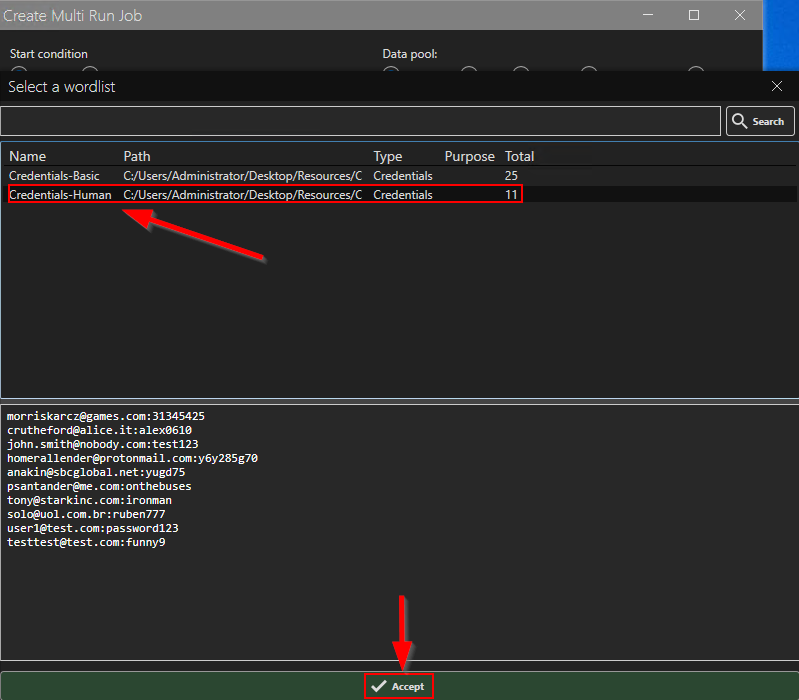 Create Multi Run Job
Start condition Data pool:
Select a wordlist
Search
Name Path Type Purpose Total
Credentials-Basic C:/Users/Administrator/Desktop/Resources/C Credentials 25
Credentials-Human C:/Users/Administrator/Desktop/Resources/C Credentials 11
morriskarcz@games.com:31345425
crutheford@alice.it:alex0610
john.smith@nobody.com:test123
homerallender@protonmail.com:y6y285g70
anakin@sbcglobal.net:yugd75
psantander@me.com:onthebuses
tony@starkinc.com:ironman
solo@uol.com.br:ruben777
user1@test.com:password123
testtest@test.com:funny9
Accept